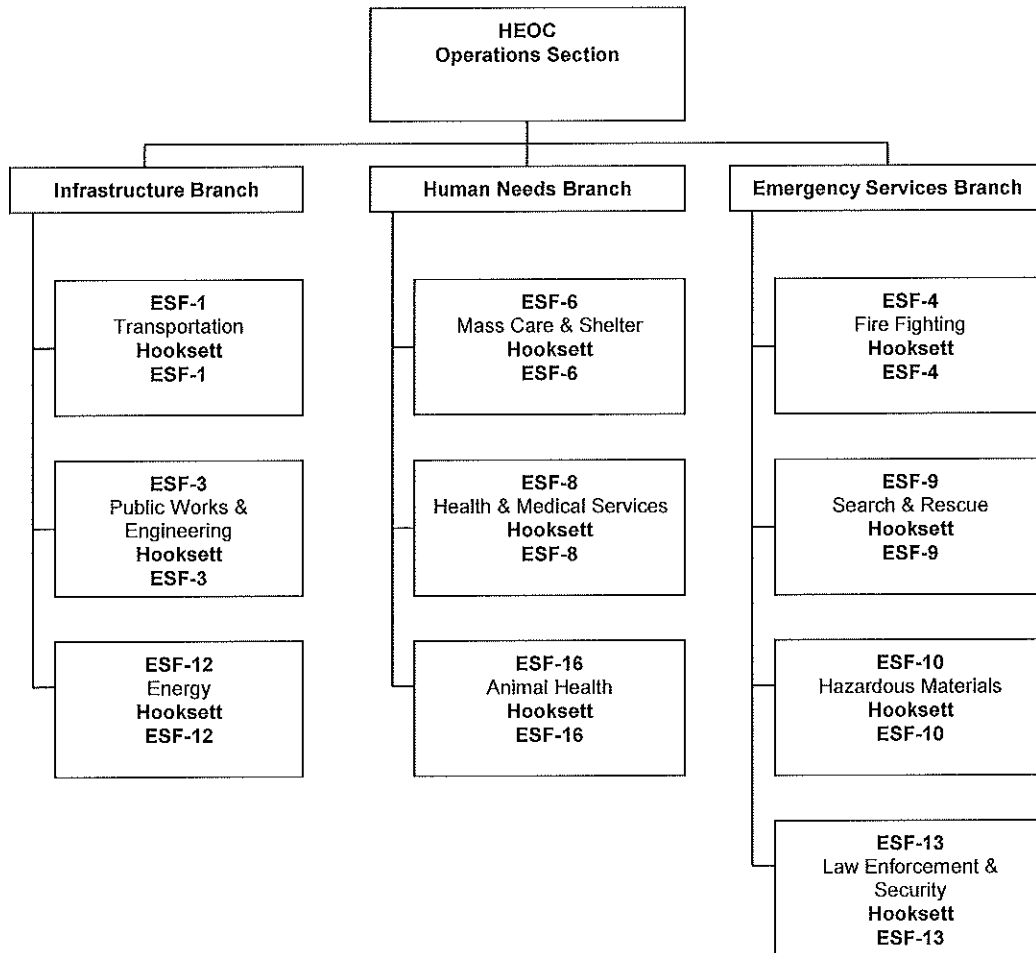 HEOC
Operations Section
Infrastructure Branch
Human Needs Branch
Emergency Services Branch
ESF-1
Transportation
Hooksett
ESF-1
ESF-6
Mass Care & Shelter
Hooksett
ESF-6
ESF-4
Fire Fighting
Hooksett
ESF-4
ESF-3
Public Works &
Engineering
Hooksett
ESF-3
ESF-8
Health & Medical Services
Hooksett
ESF-8
ESF-9
Search & Rescue
Hooksett
ESF-9
ESF-12
Energy
Hooksett
ESF-12
ESF-16
Animal Health
Hooksett
ESF-16
ESF-10
Hazardous Materials
Hooksett
ESF-10
ESF-13
Law Enforcement &
Security
Hooksett
ESF-13